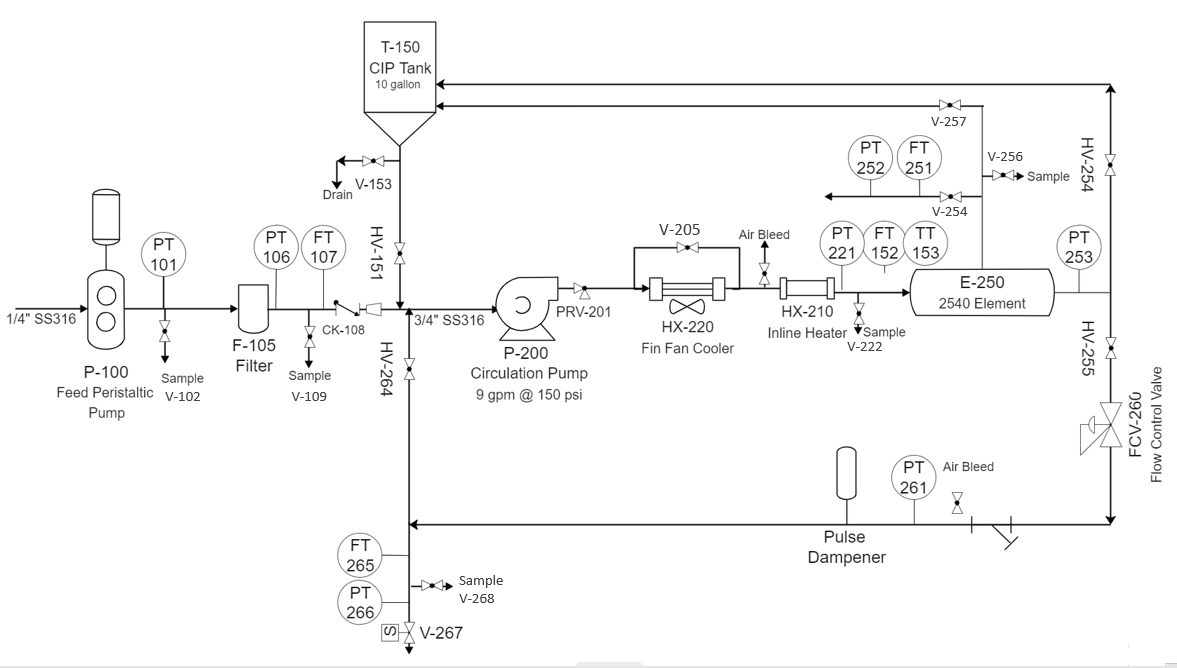 T-150
CIP Tank
10 gallon
V-257
PT
252
FT
251
V-256
Sample
HV-254
V-153
Drain
V-254
PT
101
PT
106
FT
107
HV-151
V-205
Air Bleed
PT
221
FT
152
TT
153
PT
253
E-250
2540 Element
1/4" SS316
CK-108
3/4" SS316
PRV-201
HX-220
Fin Fan Cooler
HX-210
Inline Heater
Sample
V-222
HV-255
F-105
Filter
P-200
Circulation Pump
9 gpm @ 150 psi
HV-264
P-100
Feed Peristaltic
Pump
Sample
V-102
Sample
V-109
FCV-260
Flow Control Valve
PT
261
Air Bleed
Pulse
Dampener
FT
265
PT
266
Sample
V-268
S
V-267